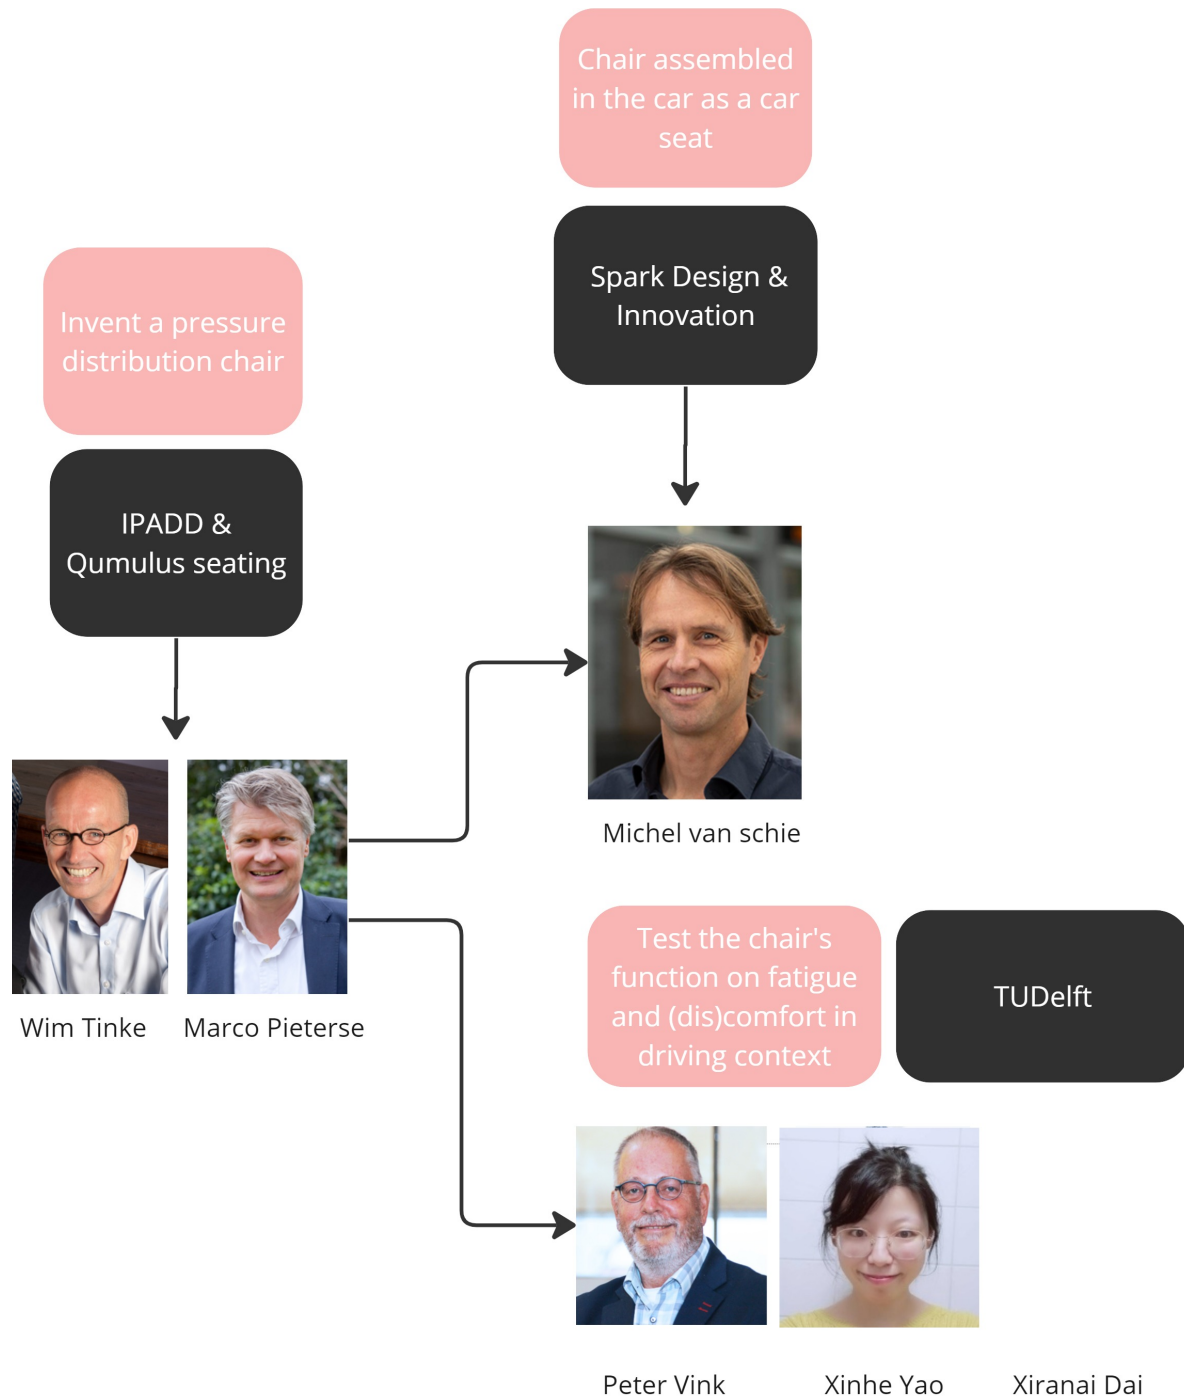 Chair assembled
in the car as a car
seat
Spark Design &
Innovation
Invent a pressure
distribution chair
IPADD &
Qumulus seating
Michel van schie
Wim Tinke
Marco Pieterse
Test the chair's
function on fatigue
and (dis)comfort in
driving context
TUDelft
Peter Vink
Xinhe Yao
Xiranai Dai